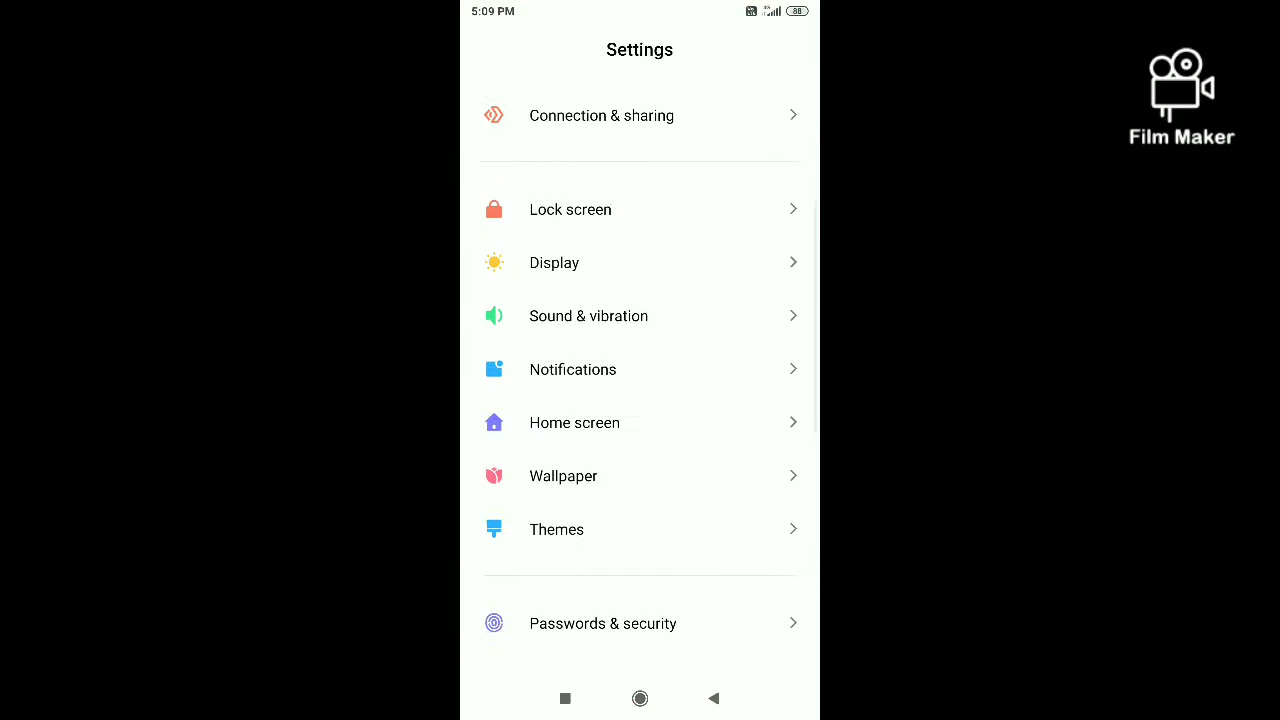 5:09 PM
88
Settings
Connection & sharing
Lock screen
Display
Sound & vibration
Notifications
Home screen
Wallpaper
Themes
Passwords & security
Film Maker